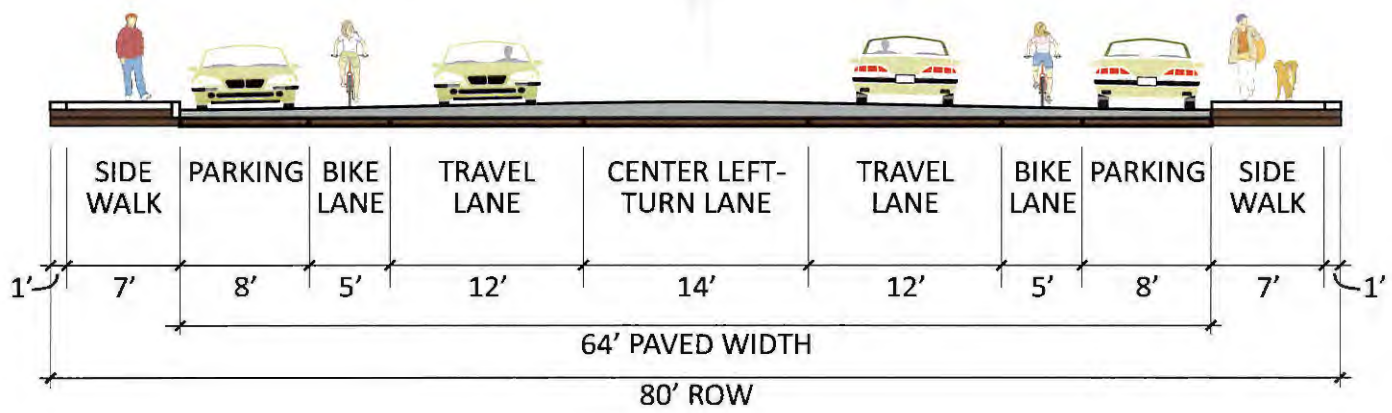 SIDE WALK
PARKING
BIKE LANE
TRAVEL LANE
CENTER LEFT-TURN LANE
TRAVEL LANE
BIKE LANE
PARKING
SIDE WALK
1' 7' 8' 5' 12' 14' 12' 5' 8' 7' 1'
64' PAVED WIDTH
80' ROW